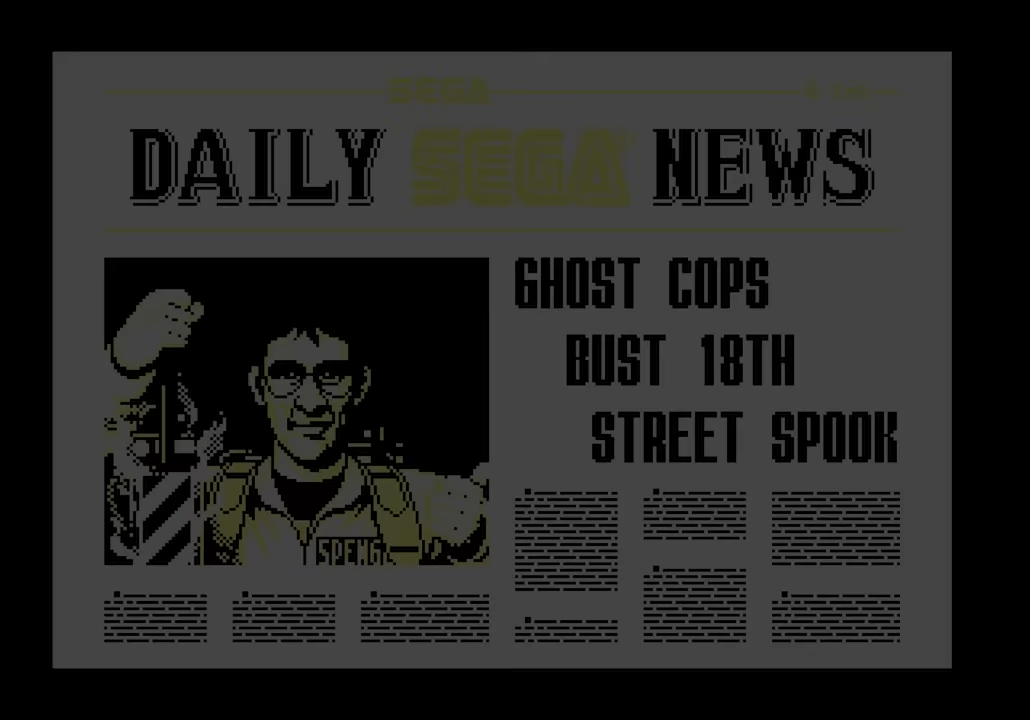 SEGA
DAILY SEGA NEWS
GHOST COPS
BUST 18TH
STREET SPOOK
SPENG